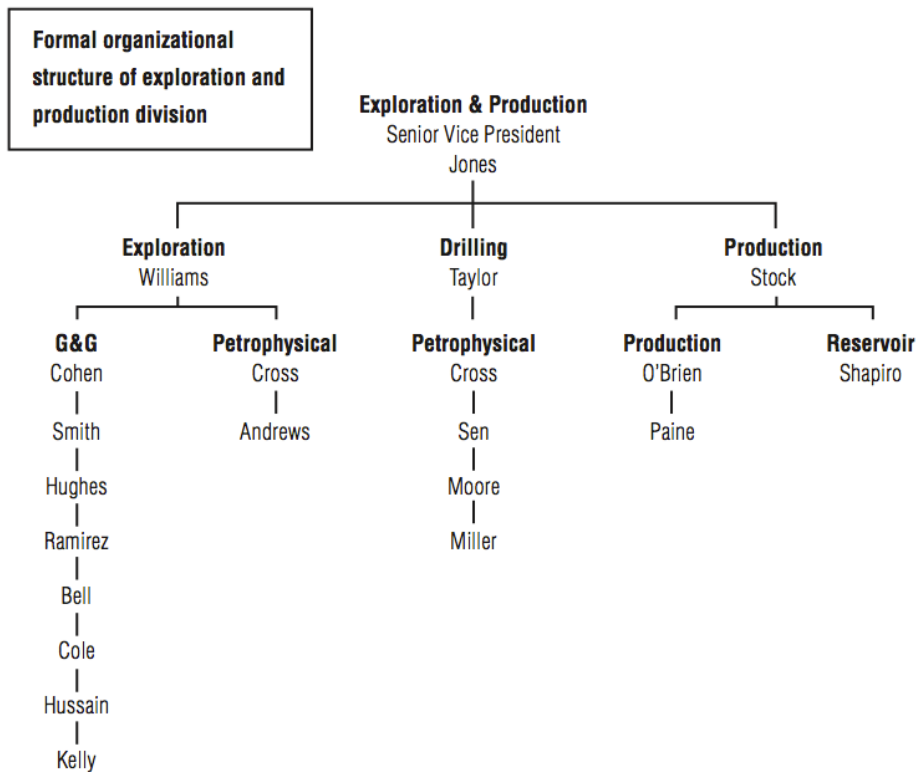 Formal organizational
structure of exploration and
production division
Exploration & Production
Senior Vice President
Jones
Exploration
Williams
Drilling
Taylor
Production
Stock
G&G
Cohen
Petrophysical
Cross
Petrophysical
Cross
Production
O'Brien
Reservoir
Shapiro
Smith
Andrews
Sen
Paine
Hughes
Moore
Ramirez
Miller
Bell
Cole
Hussain
Kelly